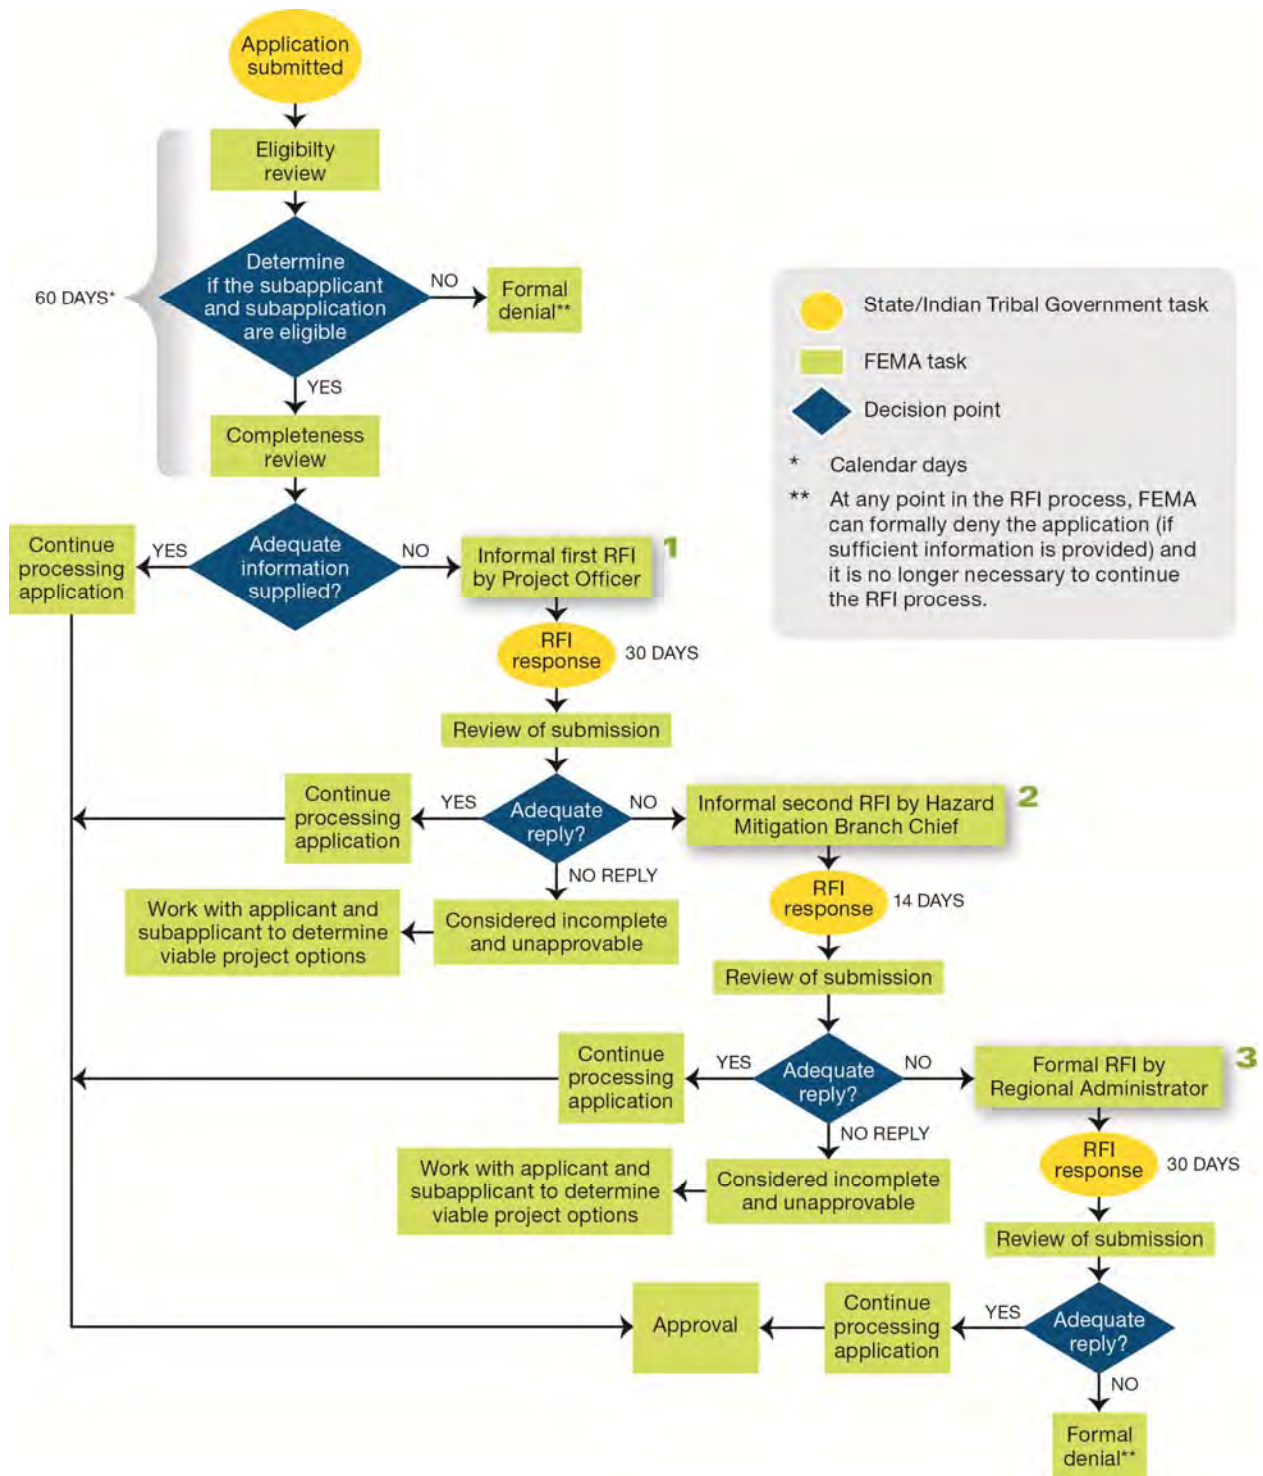 Application
submitted
Eligibilty
review
Determine
if the subapplicant
and subapplication
are eligible
NO
Formal
denial**
60 DAYS*
YES
Completeness
review
State/Indian Tribal Government task
FEMA task
Decision point
* Calendar days
** At any point in the RFI process, FEMA
can formally deny the application (if
sufficient information is provided) and
it is no longer necessary to continue
the RFI process.
Continue
processing
application
YES
Adequate
information
supplied?
NO
Informal first RFI
by Project Officer
1
RFI
response
30 DAYS
Review of submission
Continue
processing
application
YES
Adequate
reply?
NO
Informal second RFI by Hazard
Mitigation Branch Chief
2
NO REPLY
Work with applicant and
subapplicant to determine
viable project options
Considered incomplete
and unapprovable
RFI
response
14 DAYS
Review of submission
Continue
processing
application
YES
Adequate
reply?
NO
Formal RFI by
Regional Administrator
3
NO REPLY
Work with applicant and
subapplicant to determine
viable project options
Considered incomplete
and unapprovable
RFI
response
30 DAYS
Review of submission
Approval
Continue
processing
application
YES
Adequate
reply?
NO
Formal
denial**